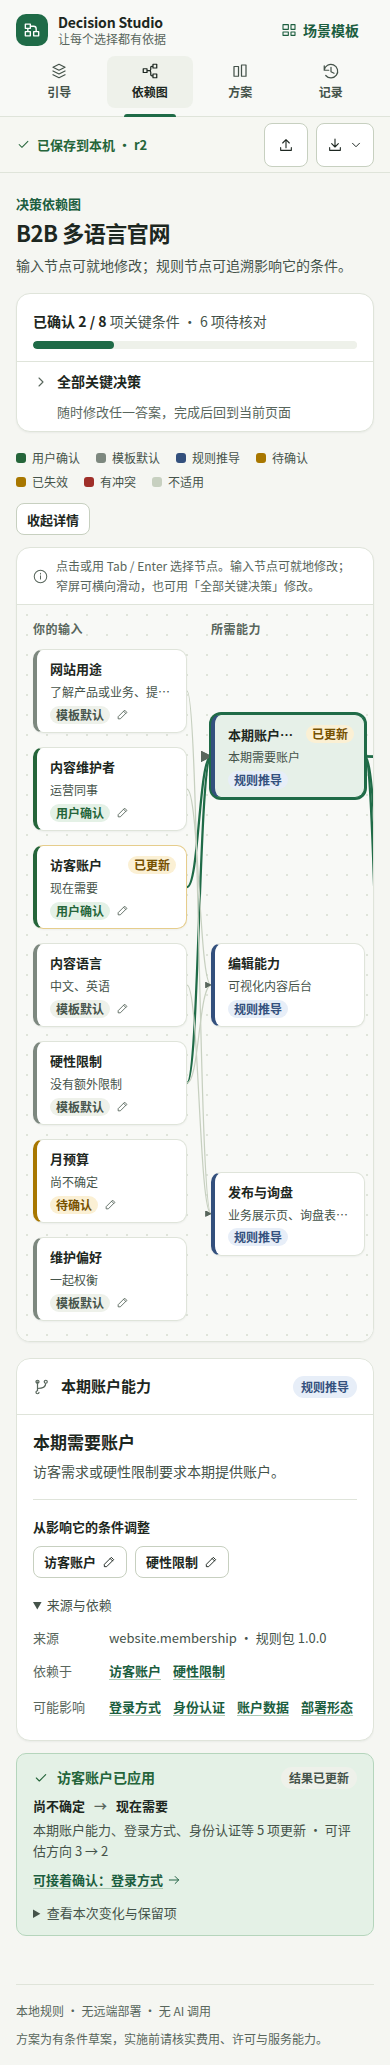 Decision Studio
让每个选择都有依据
场景模板
引导
依赖图
方案
记录
已保存到本机 • r2
决策依赖图
B2B 多语言官网
输入节点可就地修改；规则节点可追溯影响它的条件。
已确认 2 / 8 项关键条件 • 6 项待核对
全部关键决策
随时修改任一答案，完成后回到当前页面
用户确认
模板默认
规则推导
待确认
已失效
有冲突
不适用
收起详情
点击或用 Tab / Enter 选择节点。输入节点可就地修改；
窄屏可横向滑动，也可用「全部关键决策」修改。
你的输入
所需能力
网站用途
了解产品或业务、提…
模板默认
内容维护者
运营同事
用户确认
访客账户
已更新
现在需要
用户确认
内容语言
中文、英语
模板默认
硬性限制
没有额外限制
模板默认
月预算
尚不确定
待确认
维护偏好
一起权衡
模板默认
本期账户…
已更新
本期需要账户
规则推导
编辑能力
可视化内容后台
规则推导
发布与询盘
业务展示页、询盘表…
规则推导
本期账户能力
规则推导
本期需要账户
访客需求或硬性限制要求本期提供账户。
从影响它的条件调整
访客账户
硬性限制
▼ 来源与依赖
来源
website.membership • 规则包 1.0.0
依赖于
访客账户 硬性限制
可能影响
登录方式 身份认证 账户数据 部署形态
访客账户已应用
结果已更新
尚不确定 → 现在需要
本期账户能力、登录方式、身份认证等 5 项更新 • 可评
估方向 3 → 2
可接着确认：登录方式 →
▶ 查看本次变化与保留项
本地规则 • 无远端部署 • 无 AI 调用
方案为有条件草案，实施前请核实费用、许可与服务能力。